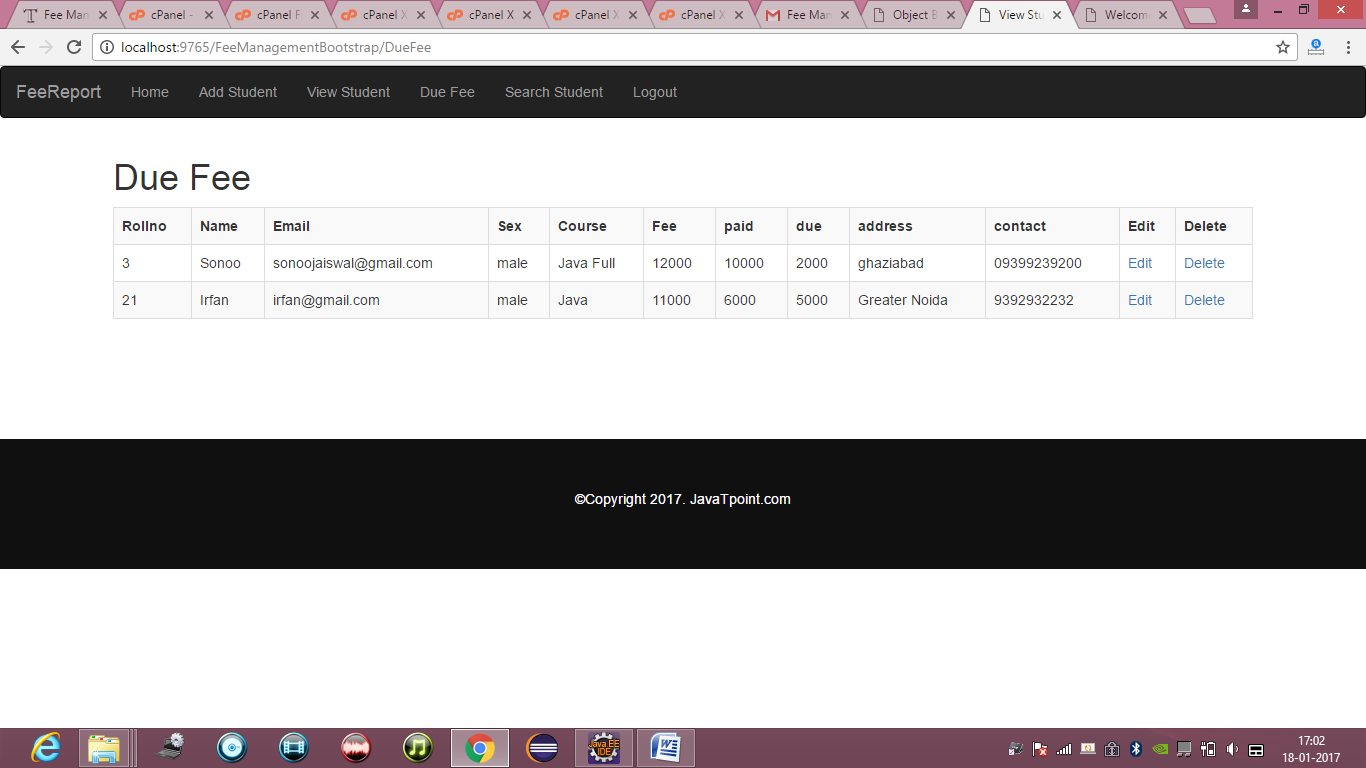 Fee Man cPanel - cPanel F cPanel X cPanel X cPanel X cPanel X Fee Man Object View Stu Welcome
localhost:9765/FeeManagementBootstrap/DueFee
FeeReport Home Add Student View Student Due Fee Search Student Logout
Due Fee
Rollno Name Email Sex Course Fee paid due address contact Edit Delete
3 Sonoo sonoojaiswal@gmail.com male Java Full 12000 10000 2000 ghaziabad 09399239200 Edit Delete
21 Irfan irfan@gmail.com male Java 11000 6000 5000 Greater Noida 9392932232 Edit Delete
©Copyright 2017. JavaTpoint.com
Java EE
IDE
17:02
18-01-2017